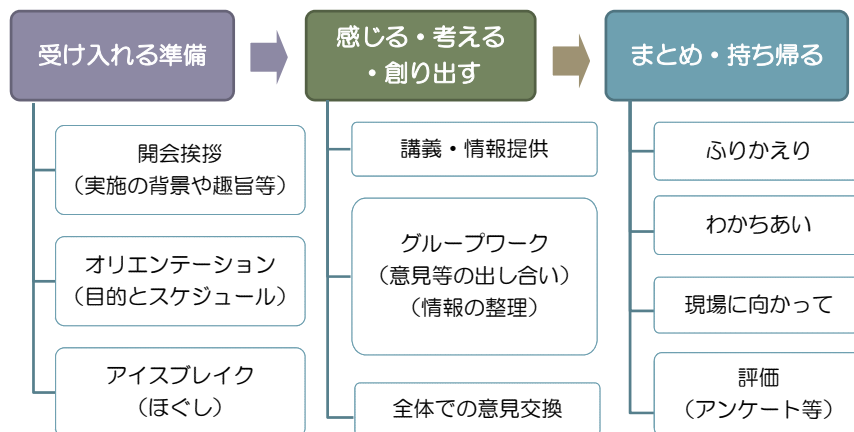 受け入れる準備
開会挨拶
（実施の背景や趣旨等）
オリエンテーション
（目的とスケジュール）
アイスブレイク
（ほぐし）
感じる・考える
・創り出す
講義・情報提供
グループワーク
（意見等の出し合い）
（情報の整理）
全体での意見交換
まとめ・持ち帰る
ふりかえり
わかちあい
現場に向かって
評価
（アンケート等）